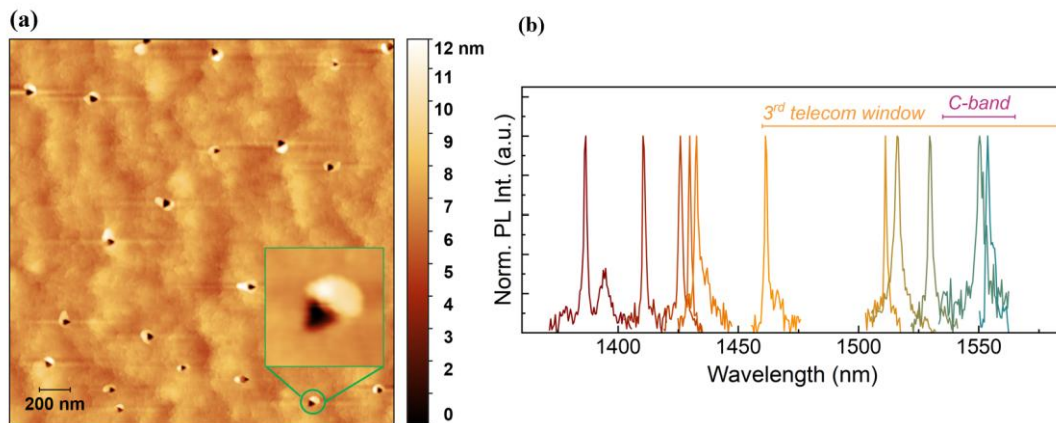 (a)
12 nm
11
10
9
8
7
6
5
4
3
2
1
0
200 nm
(b)
3rd telecom window
C-band
Norm. PL Int. (a.u.)
1400
1450
1500
1550
Wavelength (nm)